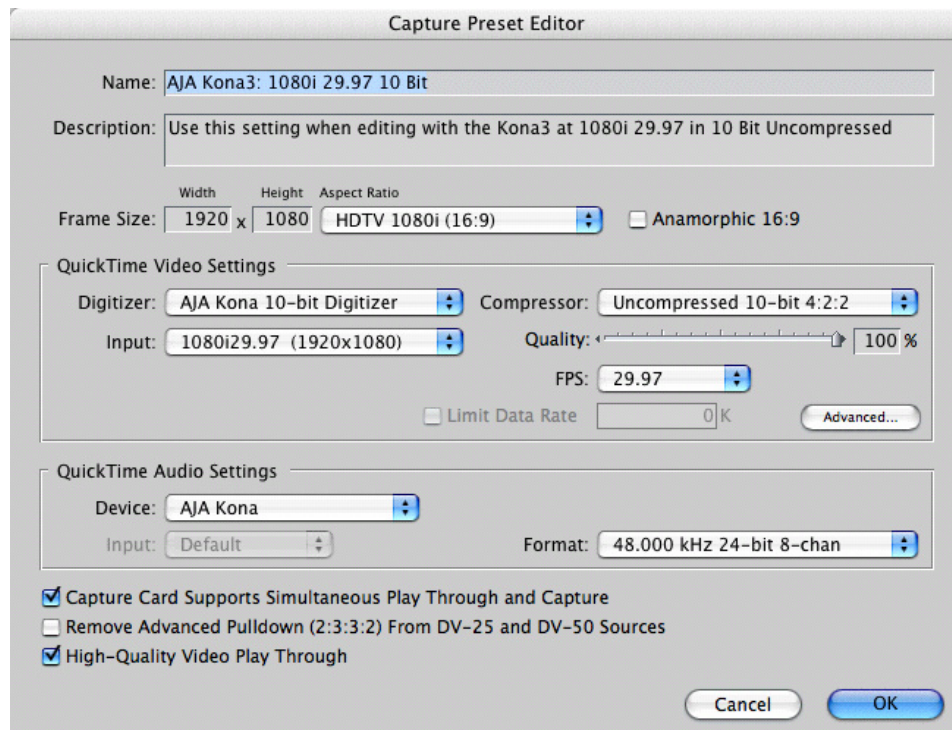 Capture Preset Editor
Name: AJA Kona3: 1080i 29.97 10 Bit
Description: Use this setting when editing with the Kona3 at 1080i 29.97 in 10 Bit Uncompressed
Width Height Aspect Ratio
Frame Size: 1920 x 1080 HDTV 1080i (16:9) Anamorphic 16:9
QuickTime Video Settings
Digitizer: AJA Kona 10-bit Digitizer Compressor: Uncompressed 10-bit 4:2:2
Input: 1080i29.97 (1920x1080) Quality: 100 %
FPS: 29.97
Limit Data Rate 0 K Advanced...
QuickTime Audio Settings
Device: AJA Kona
Input: Default Format: 48.000 kHz 24-bit 8-chan
Capture Card Supports Simultaneous Play Through and Capture
Remove Advanced Pulldown (2:3:3:2) From DV-25 and DV-50 Sources
High-Quality Video Play Through
Cancel OK